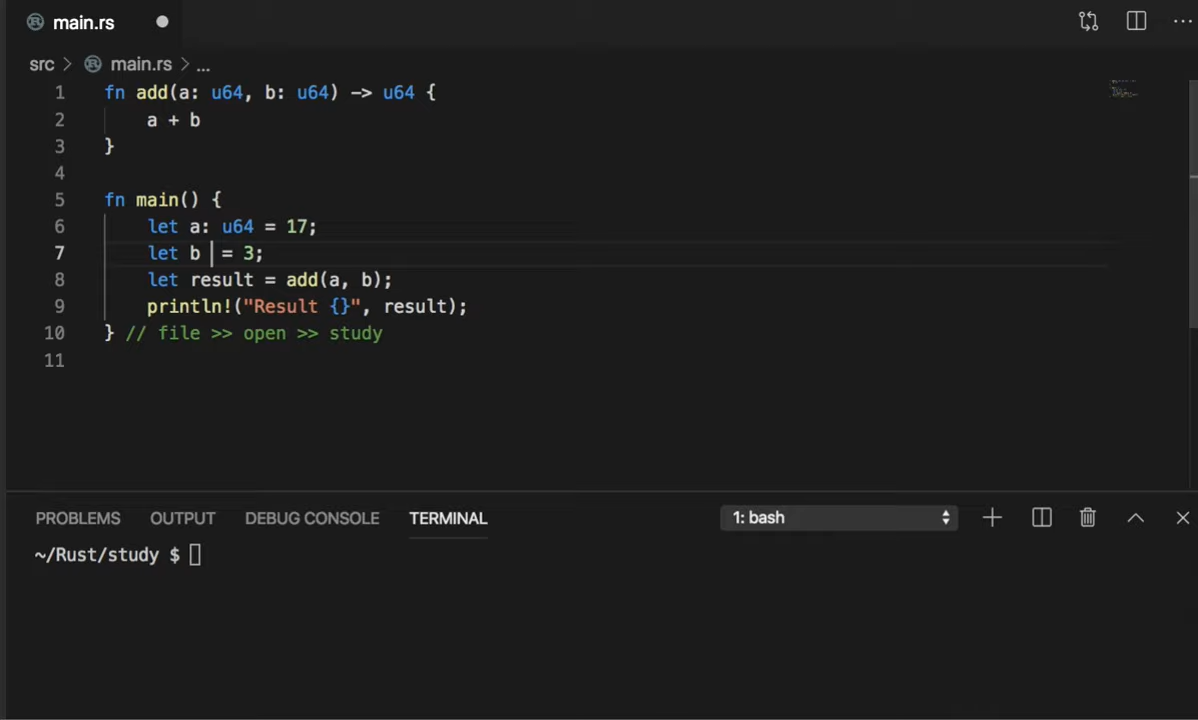 main.rs
src > main.rs > ...
1 fn add(a: u64, b: u64) -> u64 {
2 a + b
3 }
4
5 fn main() {
6 let a: u64 = 17;
7 let b = 3;
8 let result = add(a, b);
9 println!("Result {}", result);
10 } // file >> open >> study
11
PROBLEMS OUTPUT DEBUG CONSOLE TERMINAL 1: bash
~/Rust/study $